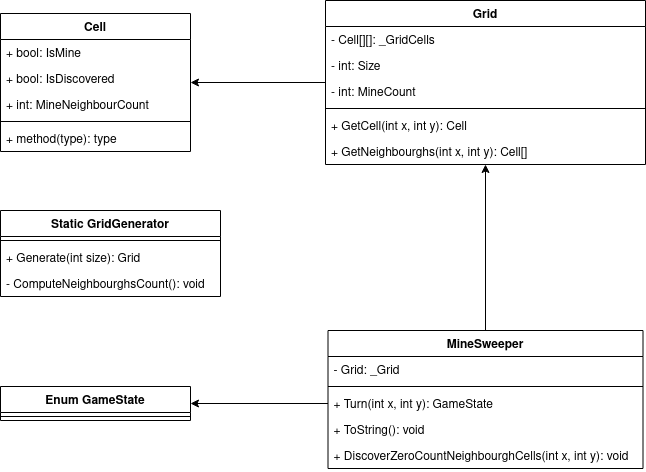 Cell
+ bool: IsMine
+ bool: IsDiscovered
+ int: MineNeighbourCount
+ method(type): type
Grid
- Cell[][]: _GridCells
- int: Size
- int: MineCount
+ GetCell(int x, int y): Cell
+ GetNeighbourghs(int x, int y): Cell[]
Static GridGenerator
+ Generate(int size): Grid
- ComputeNeighbourghsCount(): void
Enum GameState
MineSweeper
- Grid: _Grid
+ Turn(int x, int y): GameState
+ ToString(): void
+ DiscoverZeroCountNeighbourghCells(int x, int y): void